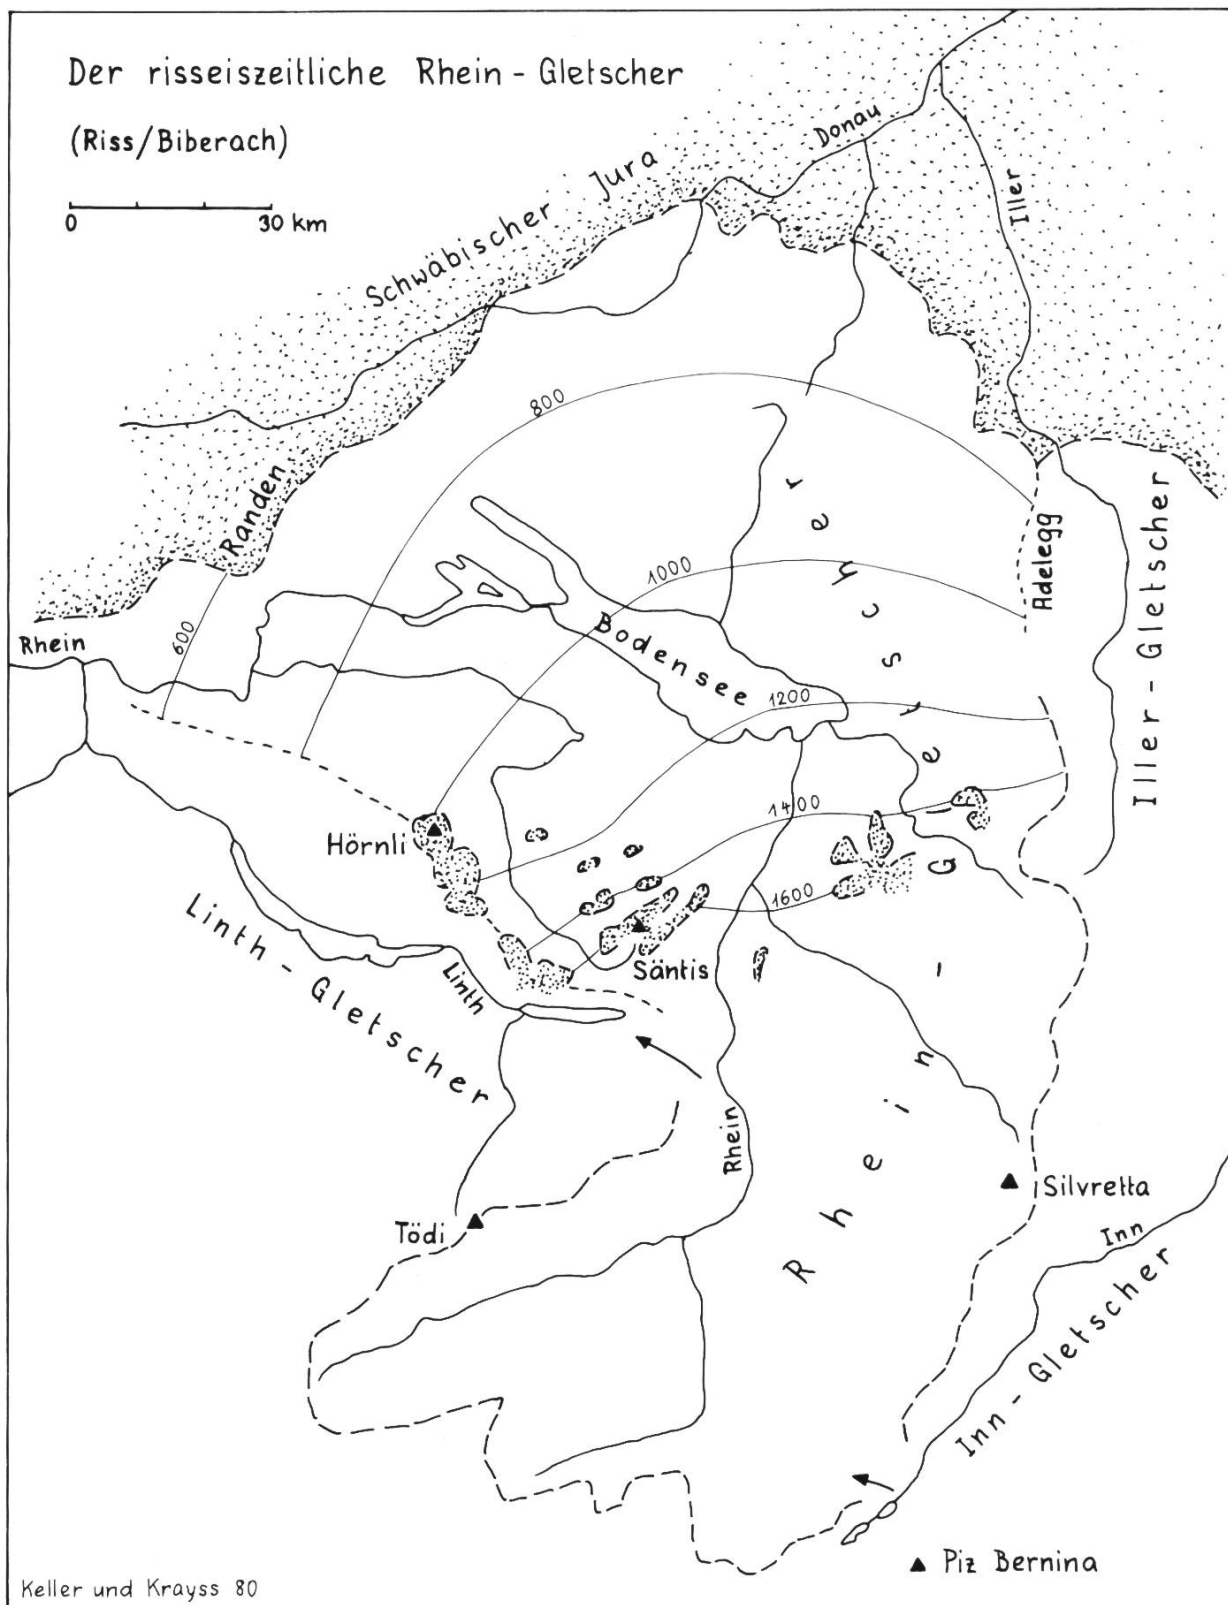 Der risseiszeitliche Rhein - Gletscher
(Riss/Biberach)
0 30 km
Schwäbischer Jura
Donau
Iller
Randen
800
1000
Adelegg
Rhein
600
Bodensee
1200
Iller - Gletscher
1400
Hörnli
1600
Säntis
Linth - Gletscher
Linth
Rhein - Gletscher
Rhein
Tödi
Silvretta
Inn
Inn - Gletscher
Piz Bernina
Keller und Krayss 80